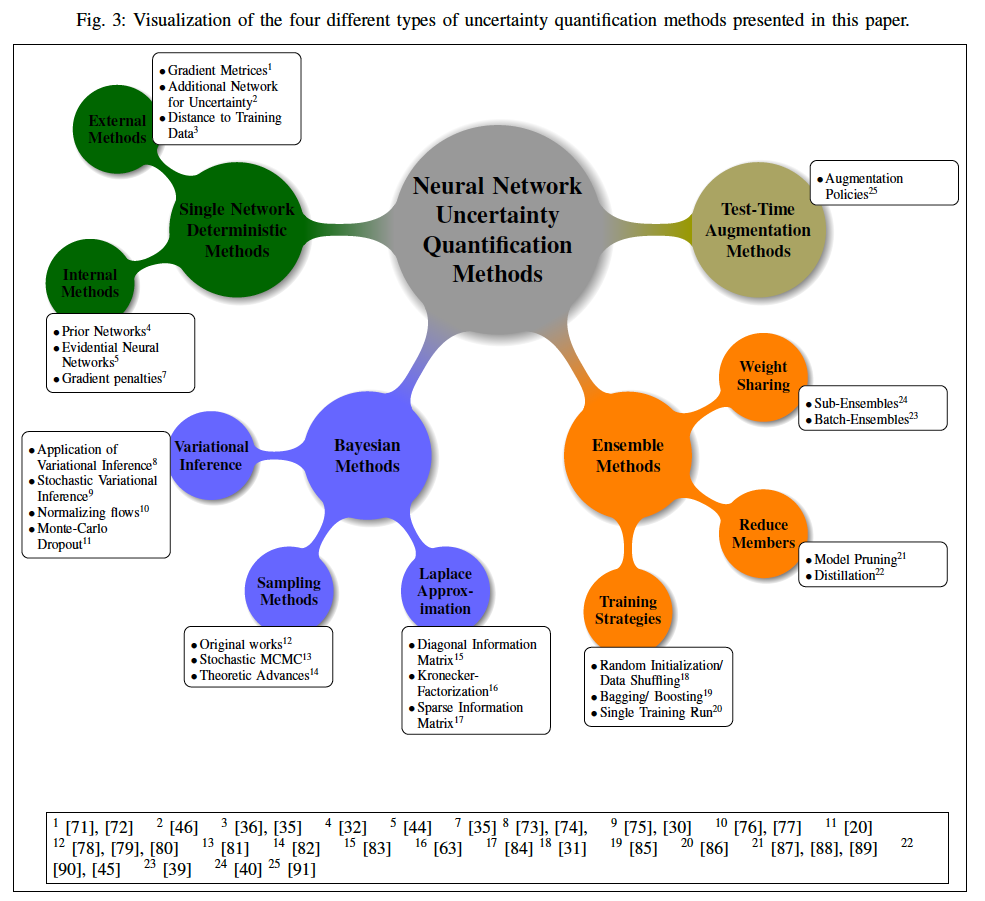 Fig. 3: Visualization of the four different types of uncertainty quantification methods presented in this paper.
● Gradient Metrices¹
● Additional Network
for Uncertainty²
● Distance to Training
Data³
External
Methods
Single Network
Deterministic
Methods
Internal
Methods
● Prior Networks⁴
● Evidential Neural
Networks⁵
● Gradient penalties⁷
Neural Network
Uncertainty
Quantification
Methods
Test-Time
Augmentation
Methods
● Augmentation
Policies²⁵
Bayesian
Methods
Variational
Inference
● Application of
Variational Inference⁸
● Stochastic Variational
Inference⁹
● Normalizing flows¹⁰
● Monte-Carlo
Dropout¹¹
Sampling
Methods
● Original works¹²
● Stochastic MCMC¹³
● Theoretic Advances¹⁴
Laplace
Approx-
imation
● Diagonal Information
Matrix¹⁵
● Kronecker-
Factorization¹⁶
● Sparse Information
Matrix¹⁷
Ensemble
Methods
Weight
Sharing
● Sub-Ensembles²⁴
● Batch-Ensembles²³
Reduce
Members
● Model Pruning²¹
● Distillation²²
Training
Strategies
● Random Initialization/
Data Shuffling¹⁸
● Bagging/ Boosting¹⁹
● Single Training Run²⁰
¹ [71], [72] ² [46] ³ [36], [35] ⁴ [32] ⁵ [44] ⁷ [35] ⁸ [73], [74], ⁹ [75], [30] ¹⁰ [76], [77] ¹¹ [20]
¹² [78], [79], [80] ¹³ [81] ¹⁴ [82] ¹⁵ [83] ¹⁶ [63] ¹⁷ [84] ¹⁸ [31] ¹⁹ [85] ²⁰ [86] ²¹ [87], [88], [89] ²²
[90], [45] ²³ [39] ²⁴ [40] ²⁵ [91]